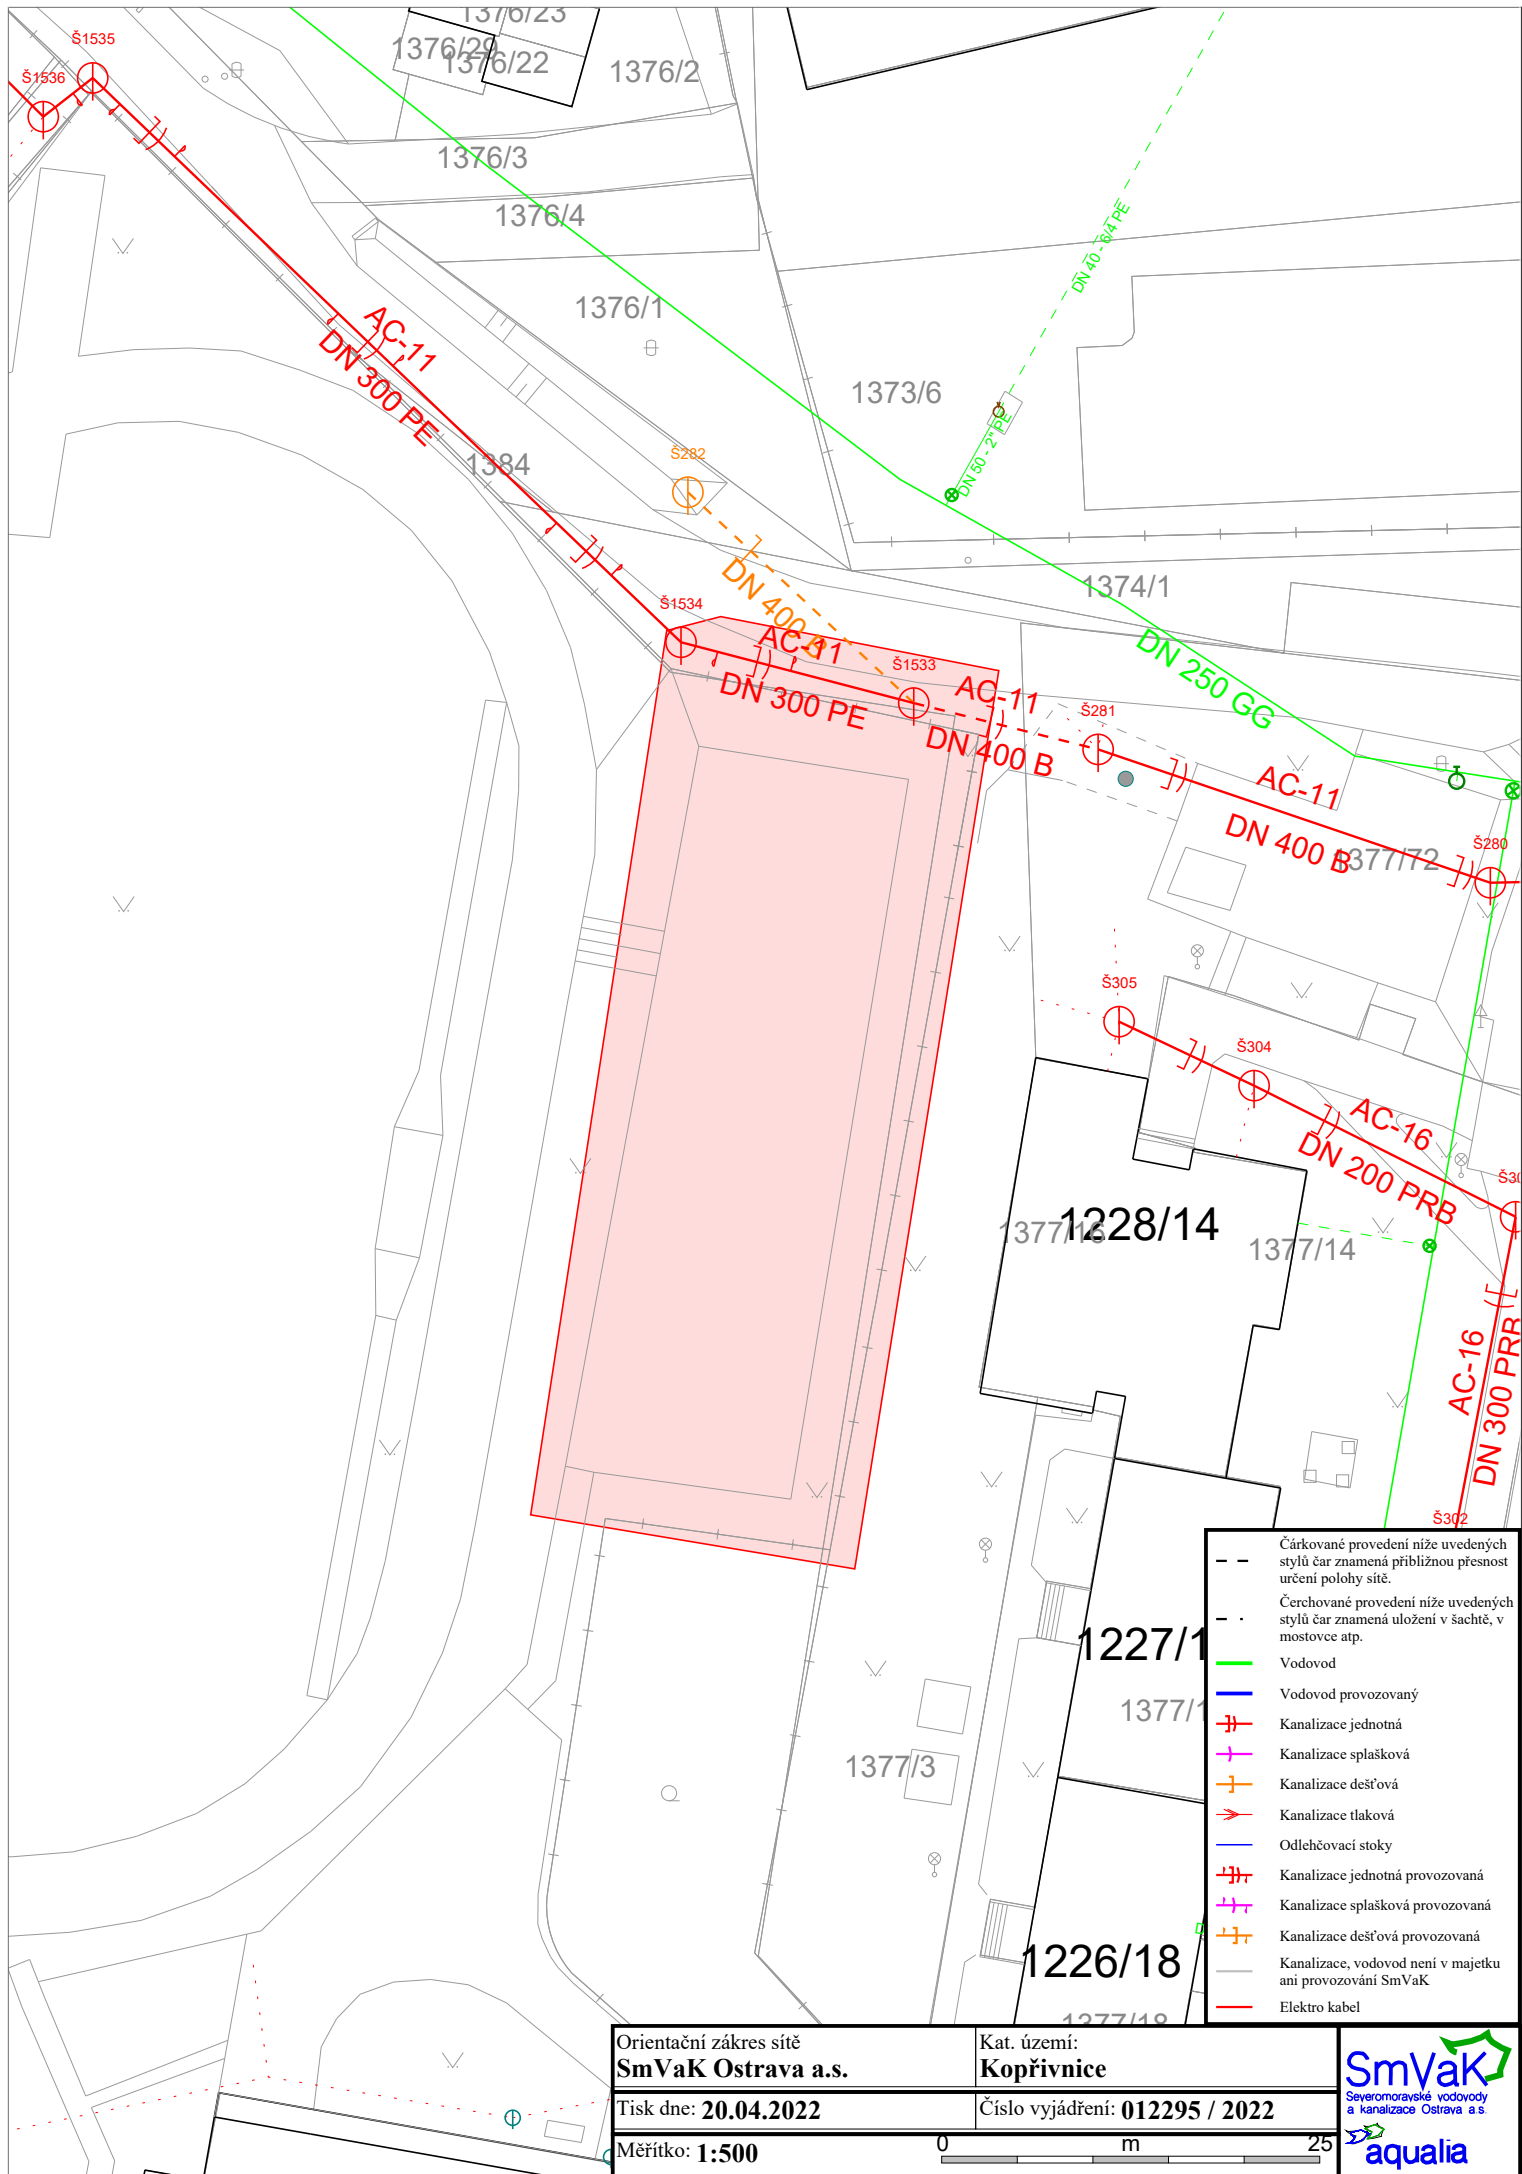 1376/23
Š1535
1376/29
1376/22
1376/2
Š1536
1376/3
1376/4
DN 40 - 6/4 PE
1376/1
AC-11
DN 300 PE
1373/6
DN 50 - 2" PE
Š282
1384
DN 400 B
1374/1
Š1534
AC-11
Š1533
DN 250 GG
DN 300 PE
AC-11
Š281
DN 400 B
AC-11
DN 400 B
Š280
1377/72
Š305
Š304
AC-16
DN 200 PRB
1228/14
1377/16
1377/14
AC-16
DN 300 PRB
Š302
Čárkované provedení níže uvedených
stylů čar znamená přibližnou přesnost
určení polohy sítě.
Čerchované provedení níže uvedených
stylů čar znamená uložení v šachtě, v
mostovce atp.
1227/1
Vodovod
Vodovod provozovaný
1377/1
Kanalizace jednotná
Kanalizace splašková
1377/3
Kanalizace dešťová
Kanalizace tlaková
Odlehčovací stoky
Kanalizace jednotná provozovaná
Kanalizace splašková provozovaná
Kanalizace dešťová provozovaná
1226/18
Kanalizace, vodovod není v majetku
ani provozování SmVaK
Elektro kabel
1377/18
Orientační zákres sítě
SmVaK Ostrava a.s.
Kat. území:
Kopřivnice
Tisk dne: 20.04.2022
Číslo vyjádření: 012295 / 2022
Měřítko: 1:500
0 m 25
SmVaK
Severomoravské vodovody
a kanalizace Ostrava a.s.
aqualia